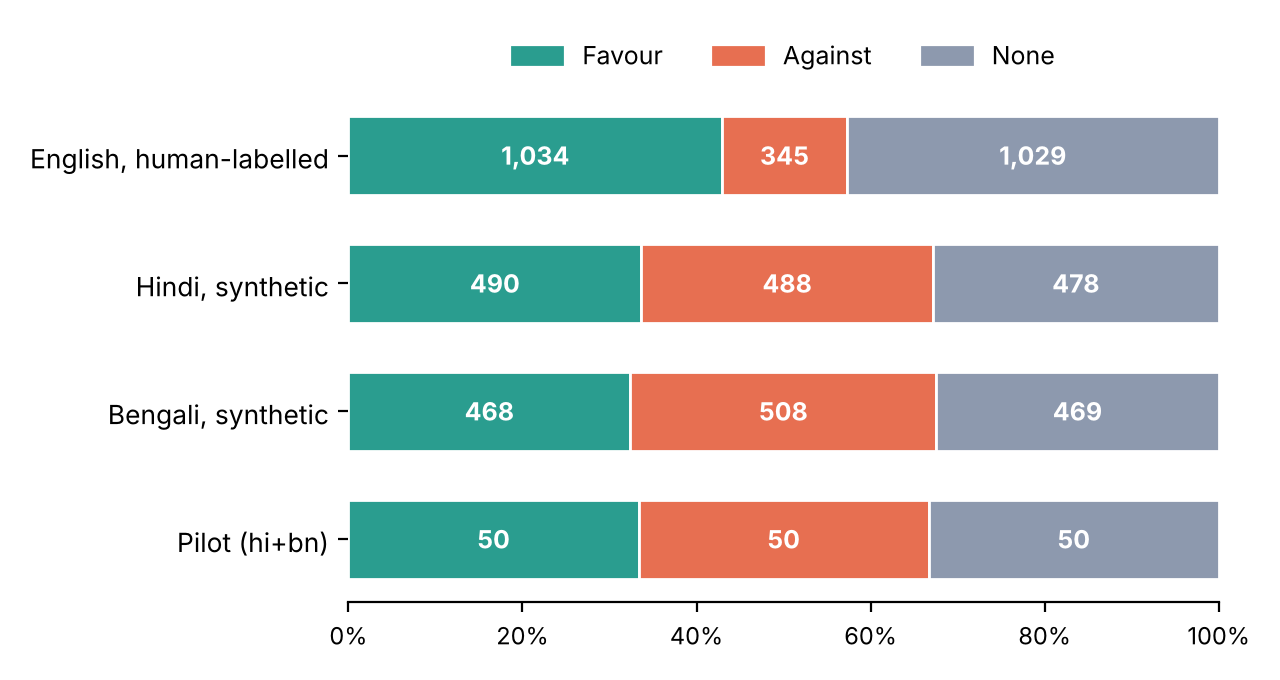 Favour Against None
English, human-labelled 1,034 345 1,029
Hindi, synthetic 490 488 478
Bengali, synthetic 468 508 469
Pilot (hi+bn) 50 50 50
0% 20% 40% 60% 80% 100%